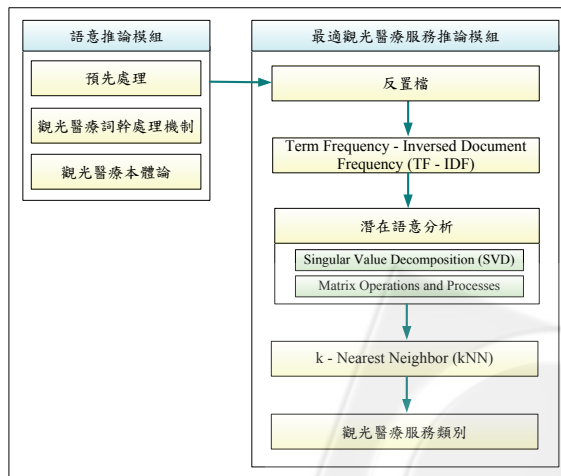 語意推論模組
預先處理
觀光醫療詞幹處理機制
觀光醫療本體論
最適觀光醫療服務推論模組
反置檔
Term Frequency - Inversed Document
Frequency (TF - IDF)
潛在語意分析
Singular Value Decomposition (SVD)
Matrix Operations and Processes
k - Nearest Neighbor (kNN)
觀光醫療服務類別